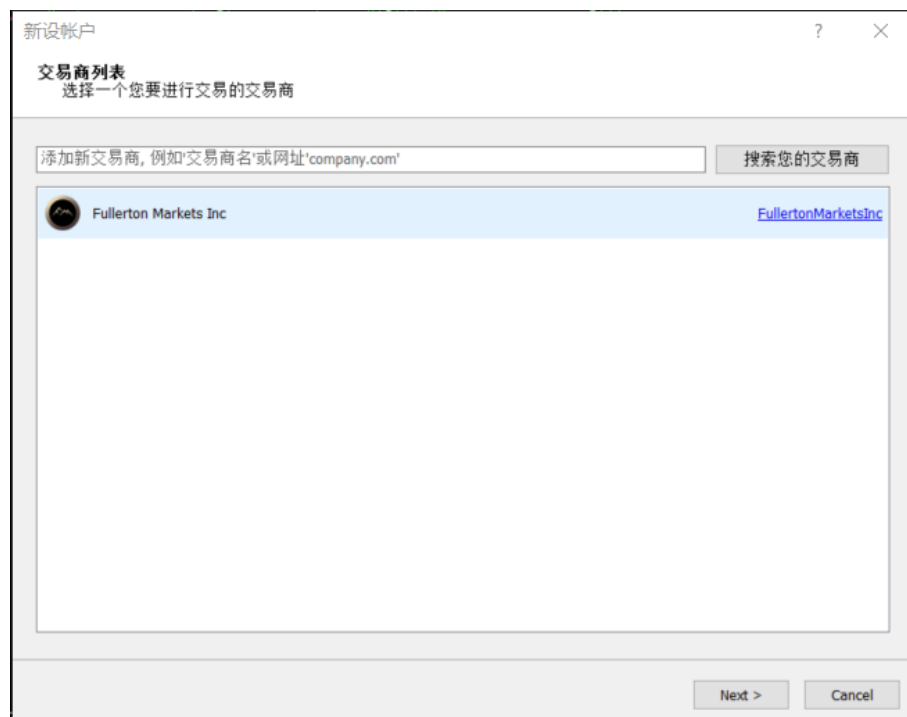 新设帐户
?
交易商列表
选择一个您要进行交易的交易商
添加新交易商, 例如'交易商名'或网址'company.com'
搜索您的交易商
Fullerton Markets Inc
FullertonMarketsInc
Next >
Cancel